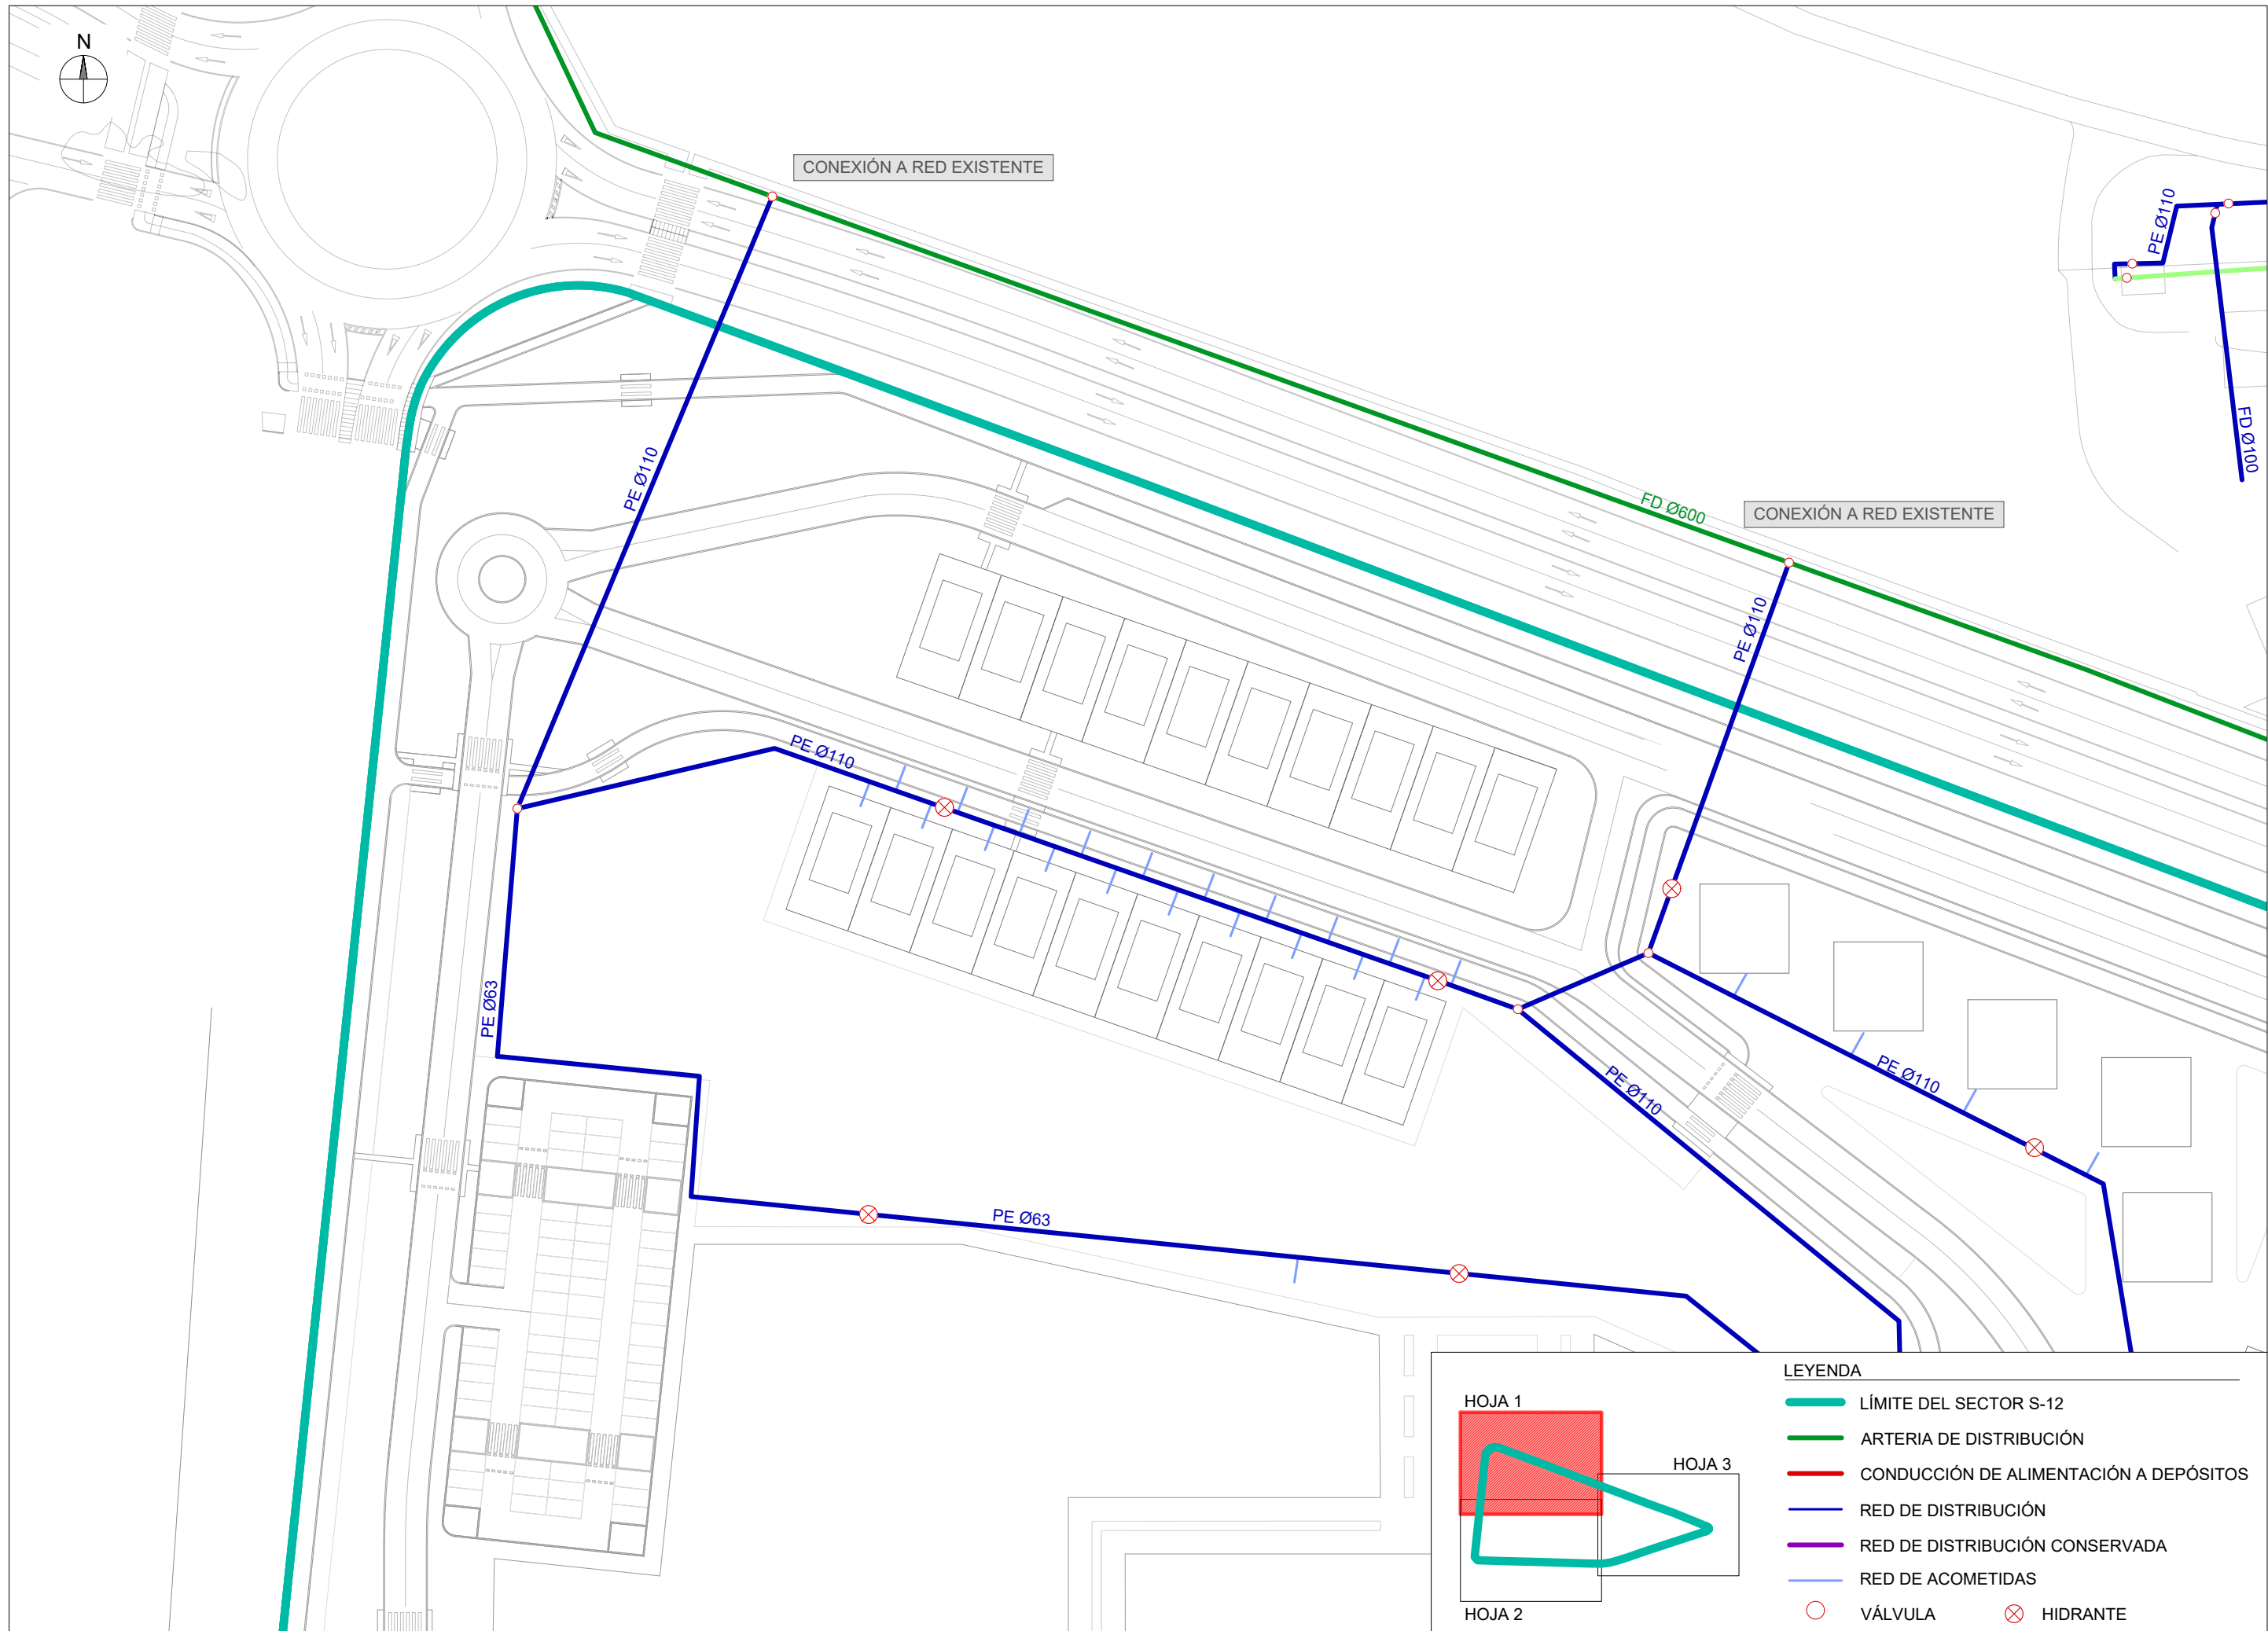 N
CONEXIÓN A RED EXISTENTE
PE Ø110
FD Ø100
PE Ø110
FD Ø600
CONEXIÓN A RED EXISTENTE
PE Ø110
PE Ø110
PE Ø63
PE Ø110
PE Ø110
PE Ø63
LEYENDA
HOJA 1
LÍMITE DEL SECTOR S-12
ARTERIA DE DISTRIBUCIÓN
HOJA 3
CONDUCCIÓN DE ALIMENTACIÓN A DEPÓSITOS
RED DE DISTRIBUCIÓN
RED DE DISTRIBUCIÓN CONSERVADA
RED DE ACOMETIDAS
HOJA 2
VÁLVULA
HIDRANTE